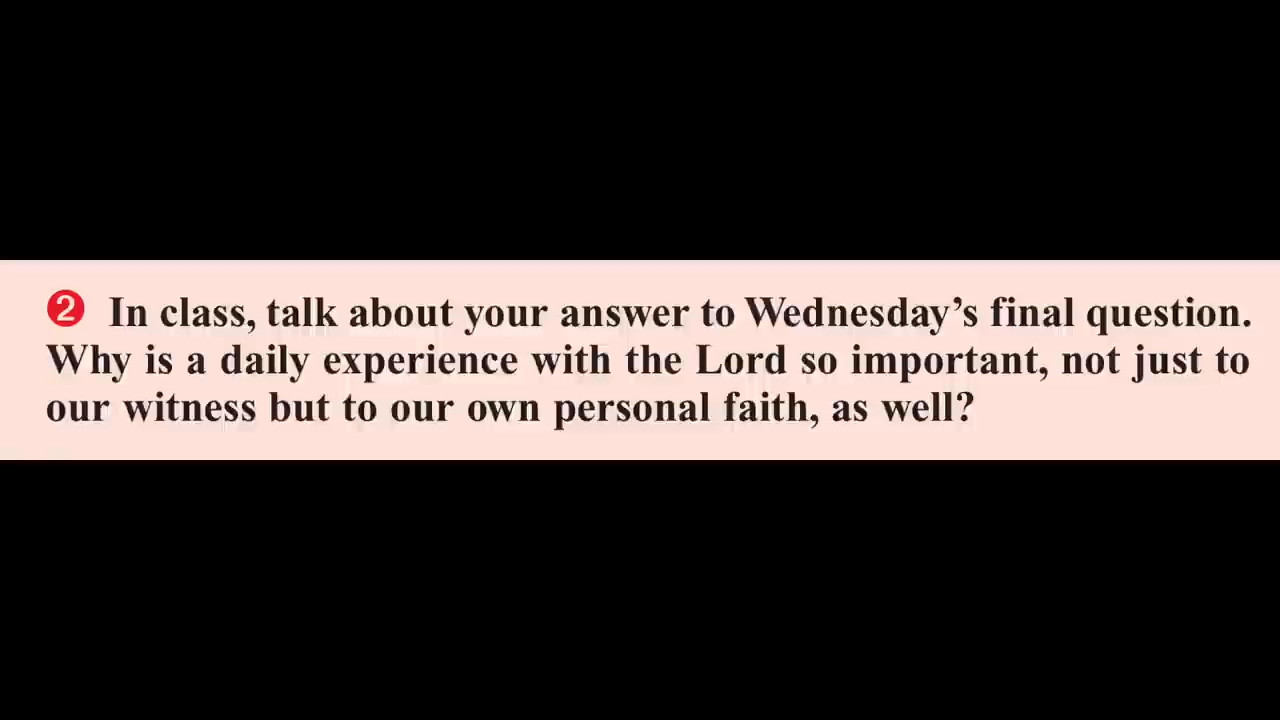 ❷ In class, talk about your answer to Wednesday’s final question.
Why is a daily experience with the Lord so important, not just to
our witness but to our own personal faith, as well?